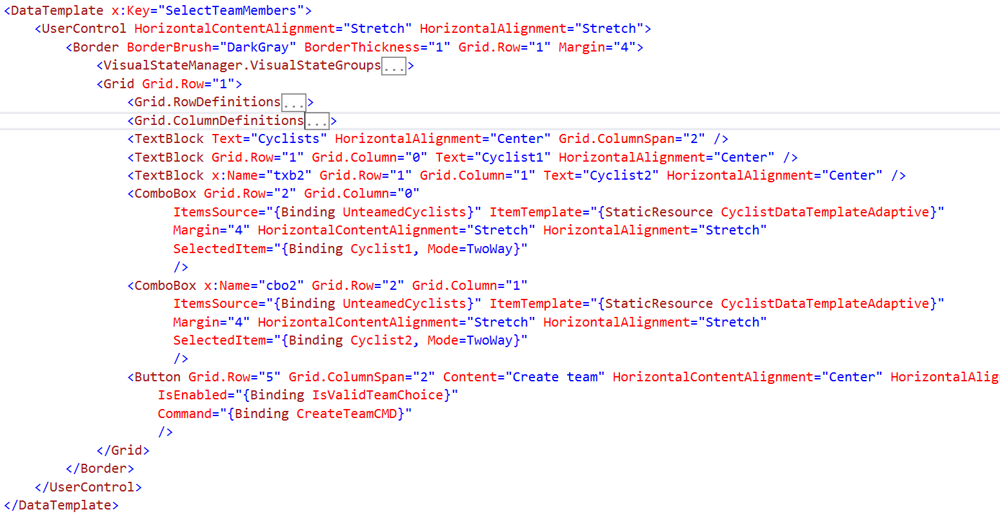 <DataTemplate x:Key="SelectTeamMembers">
<UserControl HorizontalContentAlignment="Stretch" HorizontalAlignment="Stretch">
<Border BorderBrush="DarkGray" BorderThickness="1" Grid.Row="1" Margin="4">
<VisualStateManager.VisualStateGroups...>
<Grid Grid.Row="1">
<Grid.RowDefinitions...>
<Grid.ColumnDefinitions...>
<TextBlock Text="Cyclists" HorizontalAlignment="Center" Grid.ColumnSpan="2" />
<TextBlock Grid.Row="1" Grid.Column="0" Text="Cyclist1" HorizontalAlignment="Center" />
<TextBlock x:Name="txb2" Grid.Row="1" Grid.Column="1" Text="Cyclist2" HorizontalAlignment="Center" />
<ComboBox Grid.Row="2" Grid.Column="0"
ItemsSource="{Binding UnteamedCyclists}" ItemTemplate="{StaticResource CyclistDataTemplateAdaptive}"
Margin="4" HorizontalContentAlignment="Stretch" HorizontalAlignment="Stretch"
SelectedItem="{Binding Cyclist1, Mode=TwoWay}"
/>
<ComboBox x:Name="cbo2" Grid.Row="2" Grid.Column="1"
ItemsSource="{Binding UnteamedCyclists}" ItemTemplate="{StaticResource CyclistDataTemplateAdaptive}"
Margin="4" HorizontalContentAlignment="Stretch" HorizontalAlignment="Stretch"
SelectedItem="{Binding Cyclist2, Mode=TwoWay}"
/>
<Button Grid.Row="5" Grid.ColumnSpan="2" Content="Create team" HorizontalContentAlignment="Center" HorizontalAlig
IsEnabled="{Binding IsValidTeamChoice}"
Command="{Binding CreateTeamCMD}"
/>
</Grid>
</Border>
</UserControl>
</DataTemplate>